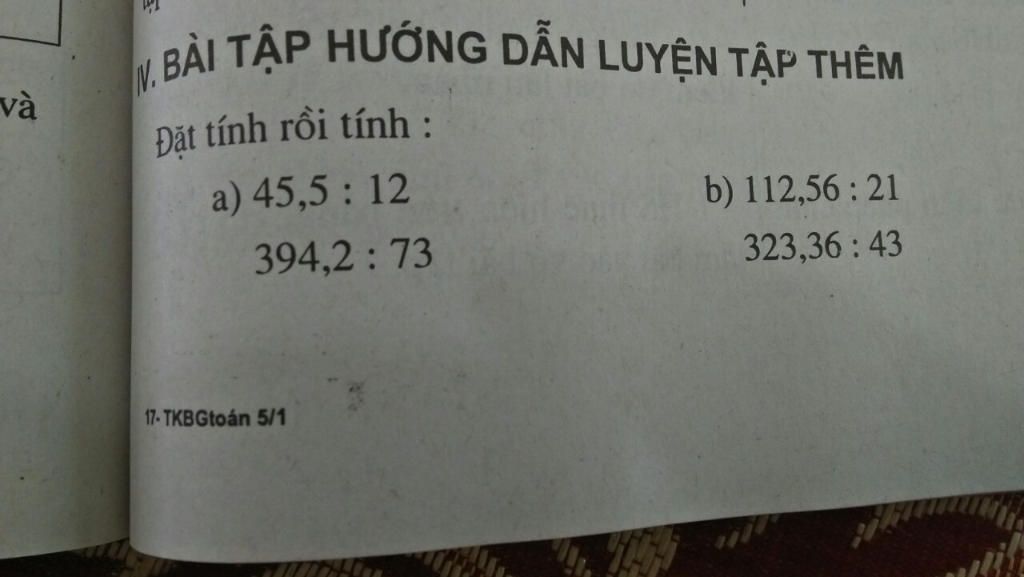 và
IV. BÀI TẬP HƯỚNG DẪN LUYỆN TẬP THÊM
Đặt tính rồi tính :
a) 45,5 : 12
b) 112,56 : 21
394,2 : 73
323,36 : 43
17- TKBGtoán 5/1